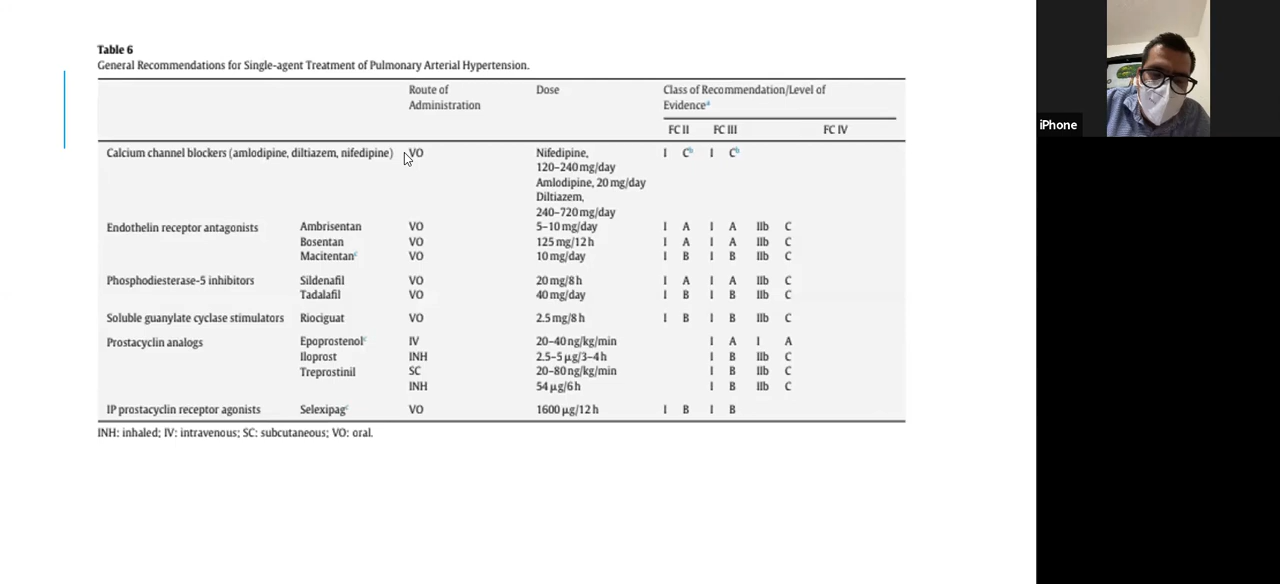 Table 6
General Recommendations for Single-agent Treatment of Pulmonary Arterial Hypertension.
Route of Administration Dose Class of Recommendation/Level of Evidenceª
FC II FC III FC IV
Calcium channel blockers (amlodipine, diltiazem, nifedipine) VO Nifedipine, I Cᵇ I Cᵇ
120–240 mg/day
Amlodipine, 20 mg/day
Diltiazem,
240–720 mg/day
Endothelin receptor antagonists Ambrisentan VO 5–10 mg/day I A I A IIb C
Bosentan VO 125 mg/12 h I A I A IIb C
Macitentanᶜ VO 10 mg/day I B I B IIb C
Phosphodiesterase-5 inhibitors Sildenafil VO 20 mg/8 h I A I A IIb C
Tadalafil VO 40 mg/day I B I B IIb C
Soluble guanylate cyclase stimulators Riociguat VO 2.5 mg/8 h I B I B IIb C
Prostacyclin analogs Epoprostenolᶜ IV 20–40 ng/kg/min I A I A
Iloprost INH 2.5–5 μg/3–4 h I B IIb C
Treprostinil SC 20–80 ng/kg/min I B IIb C
INH 54 μg/6 h I B IIb C
IP prostacyclin receptor agonists Selexipagᶜ VO 1600 μg/12 h I B I B
INH: inhaled; IV: intravenous; SC: subcutaneous; VO: oral.
iPhone